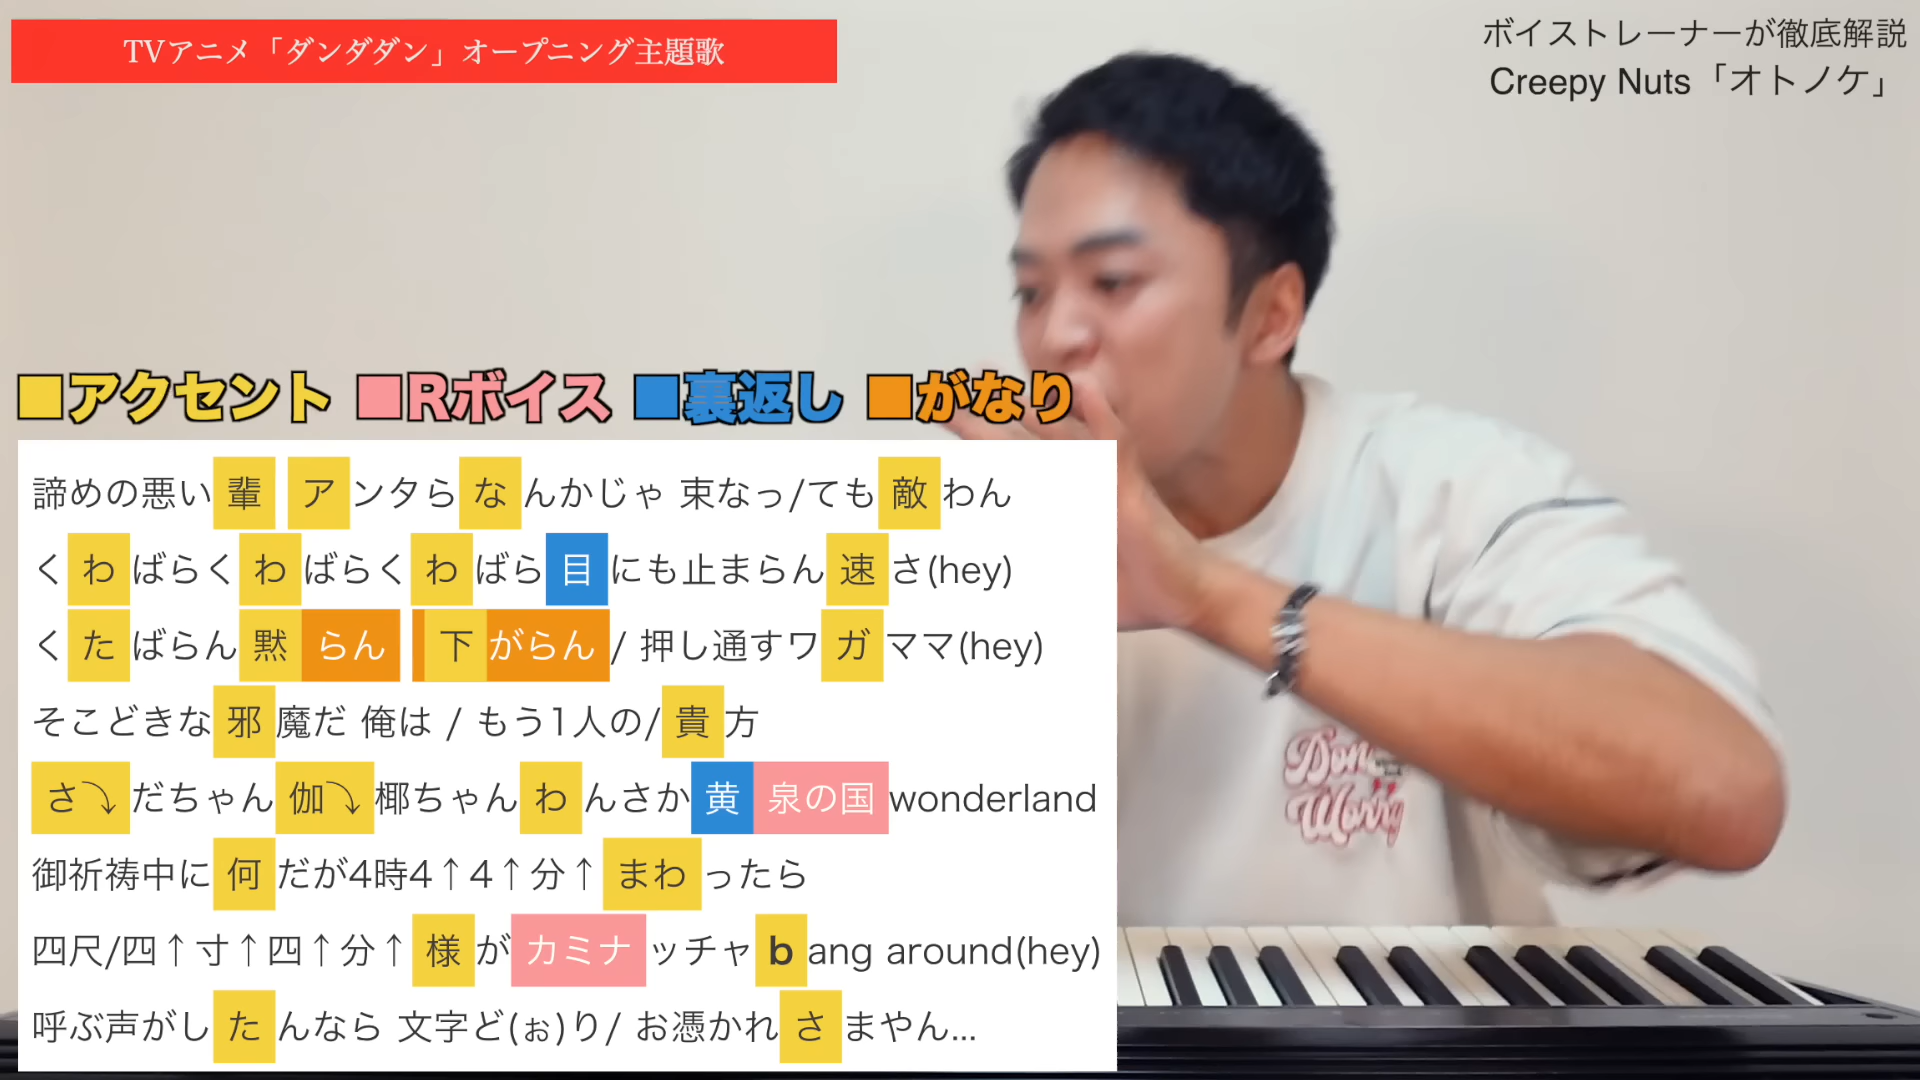 TVアニメ「ダンダダン」オープニング主題歌
ボイストレーナーが徹底解説
Creepy Nuts「オトノケ」
■アクセント ■Rボイス ■裏返し ■がなり
諦めの悪い輩 アンタらなんかじゃ 束なっ/ても敵わん
くわばらくわばらくわばら目にも止まらん速さ(hey)
くたばらん黙らん 下がらん/ 押し通すワガママ(hey)
そこどきな邪魔だ 俺は / もう1人の/貴方
さ⤵だちゃん伽⤵椰ちゃんわんさか黄泉の国wonderland
御祈祷中に何だが4時4↑4↑分↑まわったら
四尺/四↑寸↑四↑分↑様がカミナッチャbang around(hey)
呼ぶ声がしたんなら 文字ど(ぉ)り/ お憑かれさまやん...
Don't
Worry